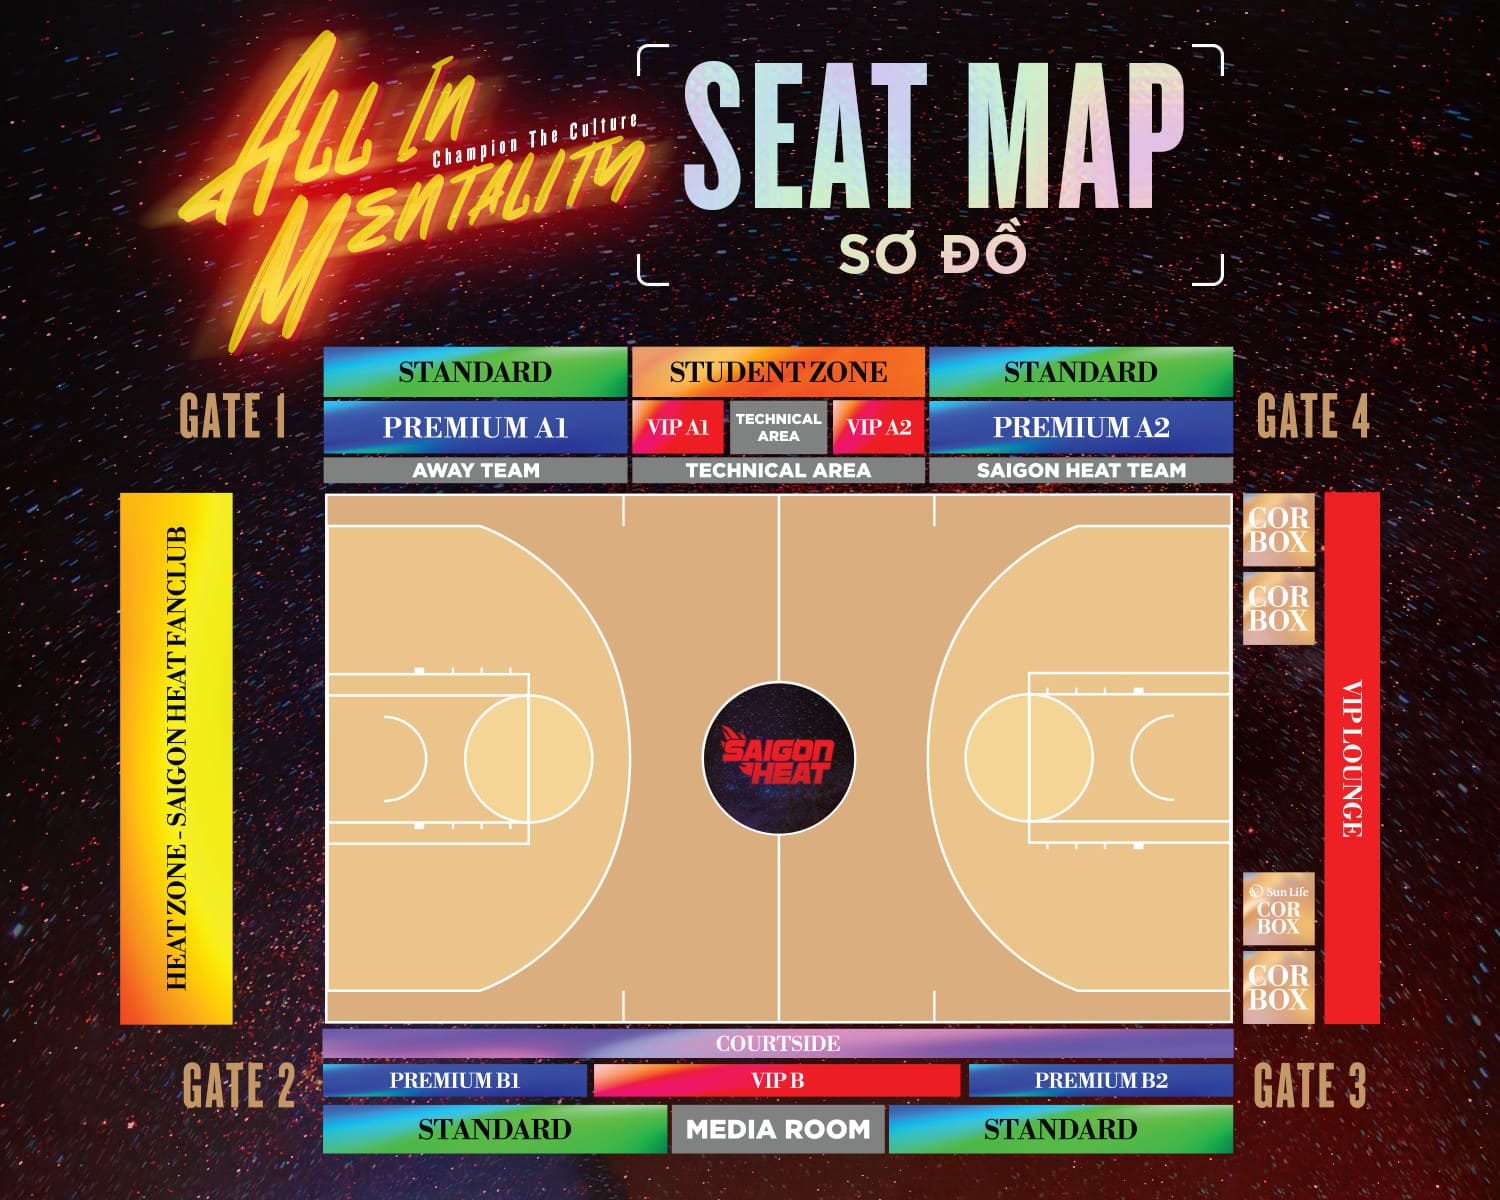 ALL IN
Champion The Culture
MENTALITY
SEAT MAP
SƠ ĐỒ
STANDARD
STUDENT ZONE
STANDARD
GATE 1
PREMIUM A1
VIP A1
TECHNICAL
AREA
VIP A2
PREMIUM A2
GATE 4
AWAY TEAM
TECHNICAL AREA
SAIGON HEAT TEAM
HEAT ZONE - SAIGON HEAT FANCLUB
COR
BOX
COR
BOX
VIP LOUNGE
SAIGON
HEAT
Sun Life
COR
BOX
COR
BOX
COURTSIDE
GATE 2
PREMIUM B1
VIP B
PREMIUM B2
GATE 3
STANDARD
MEDIA ROOM
STANDARD